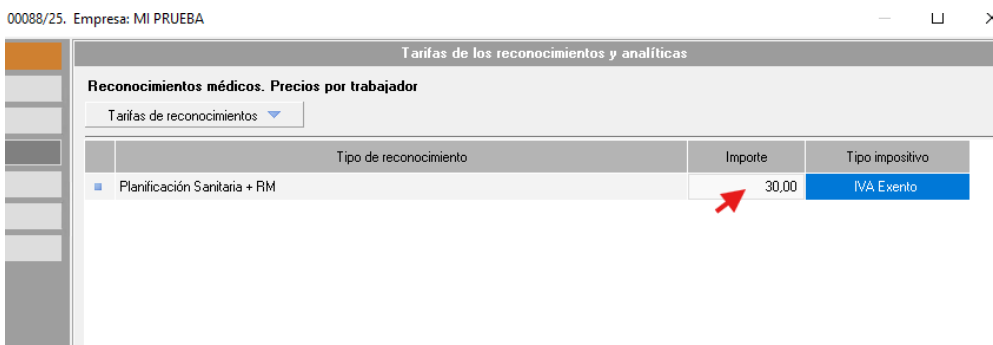 00088/25. Empresa: MI PRUEBA
Tarifas de los reconocimientos y analíticas
Reconocimientos médicos. Precios por trabajador
Tarifas de reconocimientos
Tipo de reconocimiento Importe Tipo impositivo
Planificación Sanitaria + RM 30,00 IVA Exento